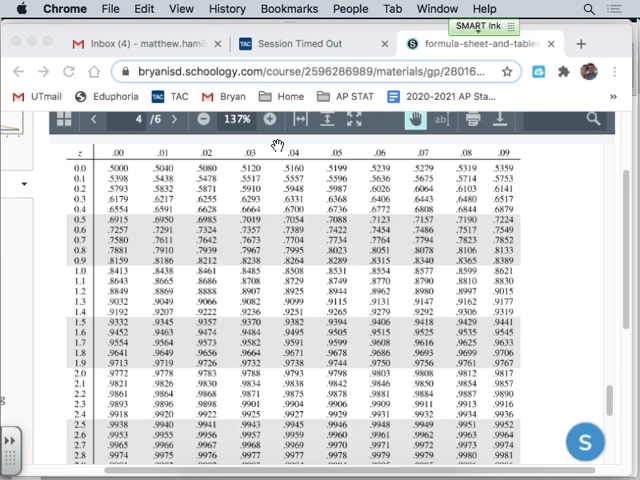 Chrome File Edit View History Bookmarks People Tab Window Help
SMART Ink
Inbox (4) - matthew.hamil
TAC Session Timed Out
S formula-sheet-and-tables-
bryanisd.schoology.com/course/2596286989/materials/gp/28016...
UTmail Eduphoria TAC TAC Bryan Home AP STAT 2020-2021 AP Sta...
4 /6 137%
z .00 .01 .02 .03 .04 .05 .06 .07 .08 .09
0.0 .5000 .5040 .5080 .5120 .5160 .5199 .5239 .5279 .5319 .5359
0.1 .5398 .5438 .5478 .5517 .5557 .5596 .5636 .5675 .5714 .5753
0.2 .5793 .5832 .5871 .5910 .5948 .5987 .6026 .6064 .6103 .6141
0.3 .6179 .6217 .6255 .6293 .6331 .6368 .6406 .6443 .6480 .6517
0.4 .6554 .6591 .6628 .6664 .6700 .6736 .6772 .6808 .6844 .6879
0.5 .6915 .6950 .6985 .7019 .7054 .7088 .7123 .7157 .7190 .7224
0.6 .7257 .7291 .7324 .7357 .7389 .7422 .7454 .7486 .7517 .7549
0.7 .7580 .7611 .7642 .7673 .7704 .7734 .7764 .7794 .7823 .7852
0.8 .7881 .7910 .7939 .7967 .7995 .8023 .8051 .8078 .8106 .8133
0.9 .8159 .8186 .8212 .8238 .8264 .8289 .8315 .8340 .8365 .8389
1.0 .8413 .8438 .8461 .8485 .8508 .8531 .8554 .8577 .8599 .8621
1.1 .8643 .8665 .8686 .8708 .8729 .8749 .8770 .8790 .8810 .8830
1.2 .8849 .8869 .8888 .8907 .8925 .8944 .8962 .8980 .8997 .9015
1.3 .9032 .9049 .9066 .9082 .9099 .9115 .9131 .9147 .9162 .9177
1.4 .9192 .9207 .9222 .9236 .9251 .9265 .9279 .9292 .9306 .9319
1.5 .9332 .9345 .9357 .9370 .9382 .9394 .9406 .9418 .9429 .9441
1.6 .9452 .9463 .9474 .9484 .9495 .9505 .9515 .9525 .9535 .9545
1.7 .9554 .9564 .9573 .9582 .9591 .9599 .9608 .9616 .9625 .9633
1.8 .9641 .9649 .9656 .9664 .9671 .9678 .9686 .9693 .9699 .9706
1.9 .9713 .9719 .9726 .9732 .9738 .9744 .9750 .9756 .9761 .9767
2.0 .9772 .9778 .9783 .9788 .9793 .9798 .9803 .9808 .9812 .9817
2.1 .9821 .9826 .9830 .9834 .9838 .9842 .9846 .9850 .9854 .9857
2.2 .9861 .9864 .9868 .9871 .9875 .9878 .9881 .9884 .9887 .9890
2.3 .9893 .9896 .9898 .9901 .9904 .9906 .9909 .9911 .9913 .9916
2.4 .9918 .9920 .9922 .9925 .9927 .9929 .9931 .9932 .9934 .9936
2.5 .9938 .9940 .9941 .9943 .9945 .9946 .9948 .9949 .9951 .9952
2.6 .9953 .9955 .9956 .9957 .9959 .9960 .9961 .9962 .9963 .9964
2.7 .9965 .9966 .9967 .9968 .9969 .9970 .9971 .9972 .9973 .9974
2.8 .9974 .9975 .9976 .9977 .9977 .9978 .9979 .9979 .9980 .9981
S